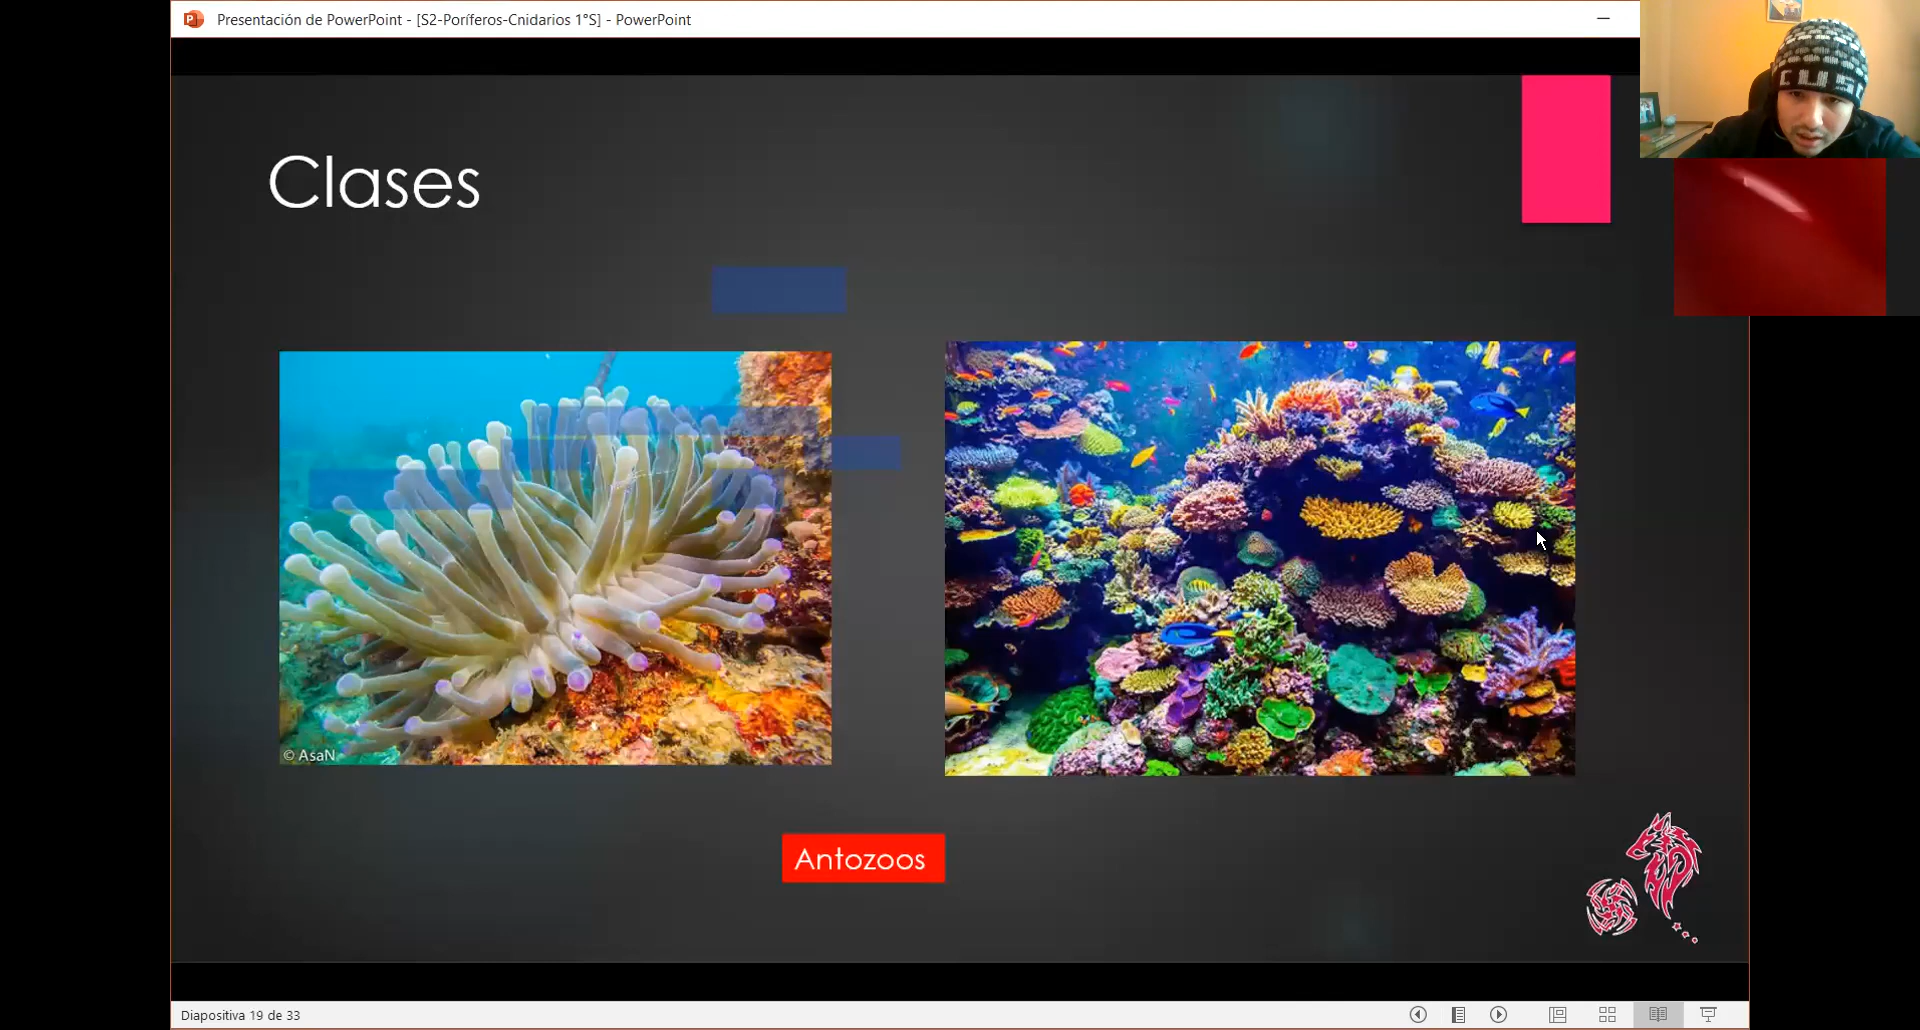 Presentación de PowerPoint - [S2-Poríferos-Cnidarios 1°S] - PowerPoint
Clases
© AsaN
Antozoos
Diapositiva 19 de 33